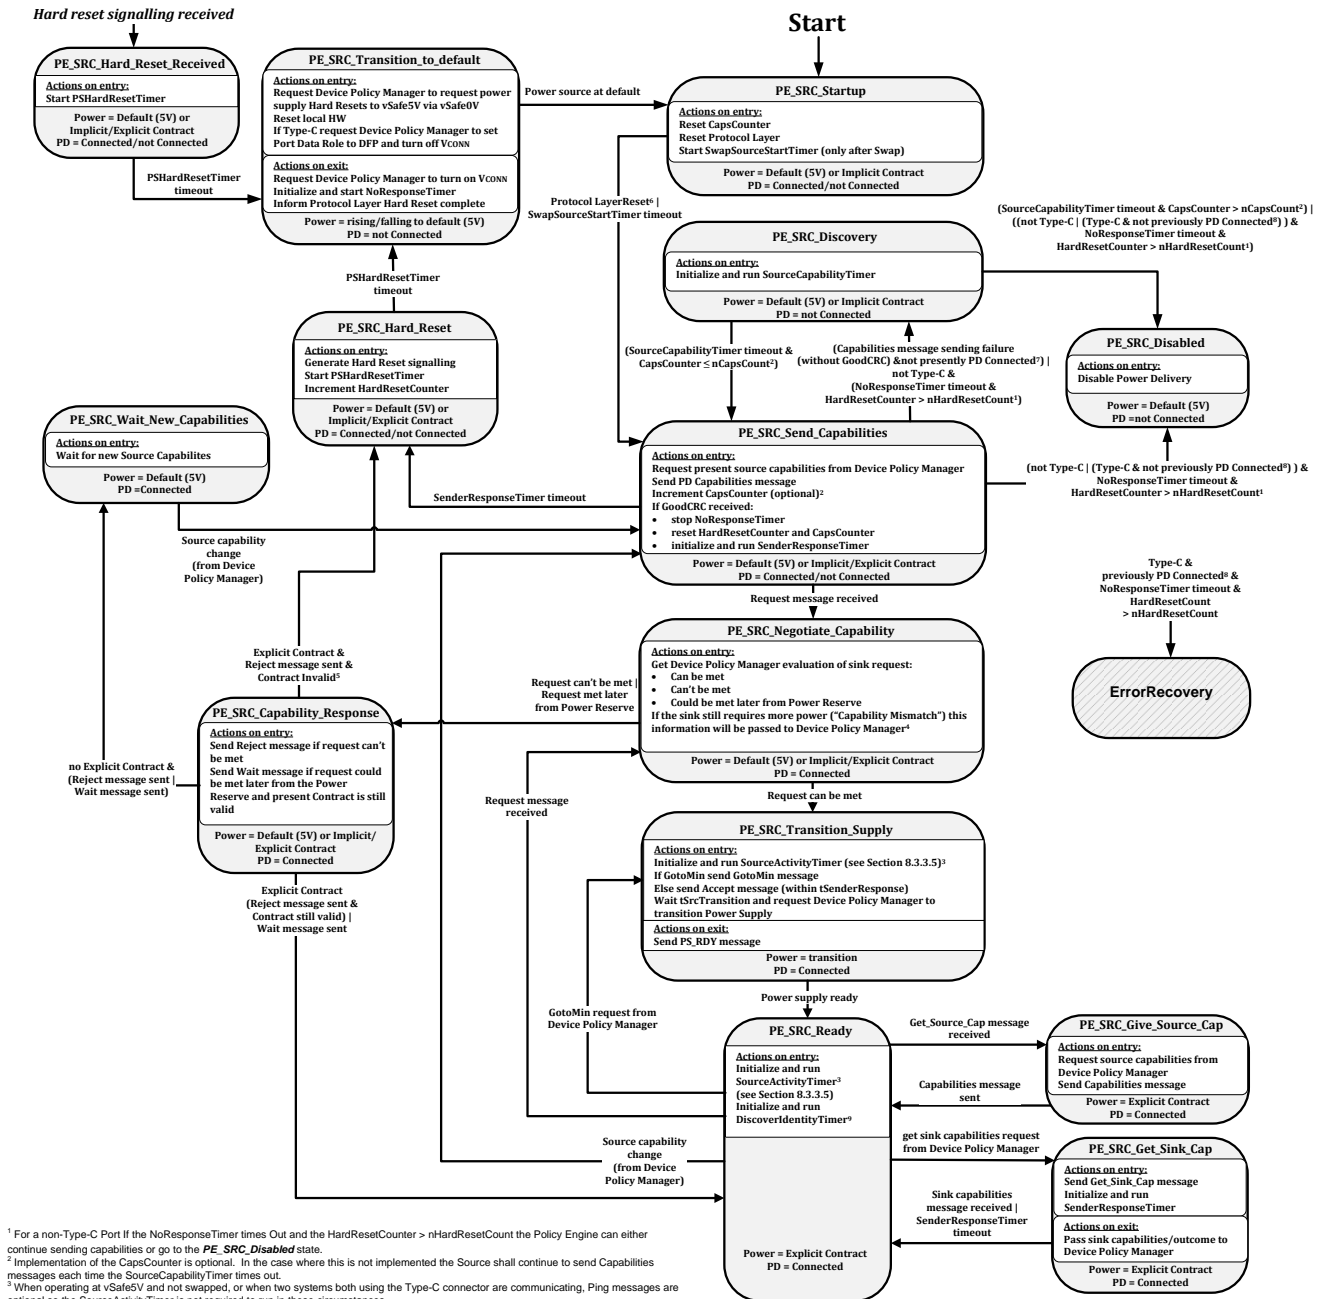 Hard reset signalling received
Start
PE_SRC_Hard_Reset_Received
Actions on entry:
Start PSHardResetTimer
Power = Default (5V) or
Implicit/Explicit Contract
PD = Connected/not Connected
PSHardResetTimer
timeout
PE_SRC_Transition_to_default
Actions on entry:
Request Device Policy Manager to request power
supply Hard Resets to vSafe5V via vSafe0V
Reset local HW
If Type-C request Device Policy Manager to set
Port Data Role to DFP and turn off VCONN
Actions on exit:
Request Device Policy Manager to turn on VCONN
Initialize and start NoResponseTimer
Inform Protocol Layer Hard Reset complete
Power = rising/falling to default (5V)
PD = not Connected
Power source at default
PE_SRC_Startup
Actions on entry:
Reset CapsCounter
Reset Protocol Layer
Start SwapSourceStartTimer (only after Swap)
Power = Default (5V) or Implicit Contract
PD = Connected/not Connected
Protocol LayerReset⁶ |
SwapSourceStartTimer timeout
PE_SRC_Discovery
Actions on entry:
Initialize and run SourceCapabilityTimer
Power = Default (5V) or Implicit Contract
PD = not Connected
(SourceCapabilityTimer timeout & CapsCounter > nCapsCount²) |
((not Type-C | (Type-C & not previously PD Connected⁸) ) &
NoResponseTimer timeout &
HardResetCounter > nHardResetCount¹)
PSHardResetTimer
timeout
PE_SRC_Hard_Reset
Actions on entry:
Generate Hard Reset signalling
Start PSHardResetTimer
Increment HardResetCounter
Power = Default (5V) or
Implicit/Explicit Contract
PD = Connected/not Connected
(SourceCapabilityTimer timeout &
CapsCounter ≤ nCapsCount²)
(Capabilities message sending failure
(without GoodCRC) &not presently PD Connected⁷) |
not Type-C &
(NoResponseTimer timeout &
HardResetCounter > nHardResetCount¹)
PE_SRC_Disabled
Actions on entry:
Disable Power Delivery
Power = Default (5V)
PD =not Connected
PE_SRC_Wait_New_Capabilities
Actions on entry:
Wait for new Source Capabilites
Power = Default (5V)
PD =Connected
SenderResponseTimer timeout
Source capability
change
(from Device
Policy Manager)
PE_SRC_Send_Capabilities
Actions on entry:
Request present source capabilities from Device Policy Manager
Send PD Capabilities message
Increment CapsCounter (optional)²
If GoodCRC received:
• stop NoResponseTimer
• reset HardResetCounter and CapsCounter
• initialize and run SenderResponseTimer
Power = Default (5V) or Implicit/Explicit Contract
PD = Connected/not Connected
(not Type-C | (Type-C & not previously PD Connected⁸) ) &
NoResponseTimer timeout &
HardResetCounter > nHardResetCount¹
Request message received
Type-C &
previously PD Connected⁸ &
NoResponseTimer timeout &
HardResetCount
> nHardResetCount
ErrorRecovery
PE_SRC_Negotiate_Capability
Actions on entry:
Get Device Policy Manager evaluation of sink request:
• Can be met
• Can't be met
• Could be met later from Power Reserve
If the sink still requires more power ("Capability Mismatch") this
information will be passed to Device Policy Manager⁴
Power = Default (5V) or Implicit/Explicit Contract
PD = Connected
Explicit Contract &
Reject message sent &
Contract Invalid⁵
Request can't be met |
Request met later
from Power Reserve
PE_SRC_Capability_Response
Actions on entry:
Send Reject message if request can't
be met
Send Wait message if request could
be met later from the Power
Reserve and present Contract is still
valid
Power = Default (5V) or Implicit/
Explicit Contract
PD = Connected
no Explicit Contract &
(Reject message sent |
Wait message sent)
Request message
received
Request can be met
Explicit Contract
(Reject message sent &
Contract still valid) |
Wait message sent
PE_SRC_Transition_Supply
Actions on entry:
Initialize and run SourceActivityTimer (see Section 8.3.3.5)³
If GotoMin send GotoMin message
Else send Accept message (within tSenderResponse)
Wait tSrcTransition and request Device Policy Manager to
transition Power Supply
Actions on exit:
Send PS_RDY message
Power = transition
PD = Connected
Power supply ready
GotoMin request from
Device Policy Manager
PE_SRC_Ready
Actions on entry:
Initialize and run
SourceActivityTimer³
(see Section 8.3.3.5)
Initialize and run
DiscoverIdentityTimer⁹
Power = Explicit Contract
PD = Connected
Source capability
change
(from Device
Policy Manager)
Get_Source_Cap message
received
Capabilities message
sent
PE_SRC_Give_Source_Cap
Actions on entry:
Request source capabilities from
Device Policy Manager
Send Capabilities message
Power = Explicit Contract
PD = Connected
get sink capabilities request
from Device Policy Manager
Sink capabilities
message received |
SenderResponseTimer
timeout
PE_SRC_Get_Sink_Cap
Actions on entry:
Send Get_Sink_Cap message
Initialize and run
SenderResponseTimer
Actions on exit:
Pass sink capabilities/outcome to
Device Policy Manager
Power = Explicit Contract
PD = Connected
¹ For a non-Type-C Port If the NoResponseTimer times Out and the HardResetCounter > nHardResetCount the Policy Engine can either
continue sending capabilities or go to the PE_SRC_Disabled state.
² Implementation of the CapsCounter is optional. In the case where this is not implemented the Source shall continue to send Capabilities
messages each time the SourceCapabilityTimer times out.
³ When operating at vSafe5V and not swapped, or when two systems both using the Type-C connector are communicating, Ping messages are